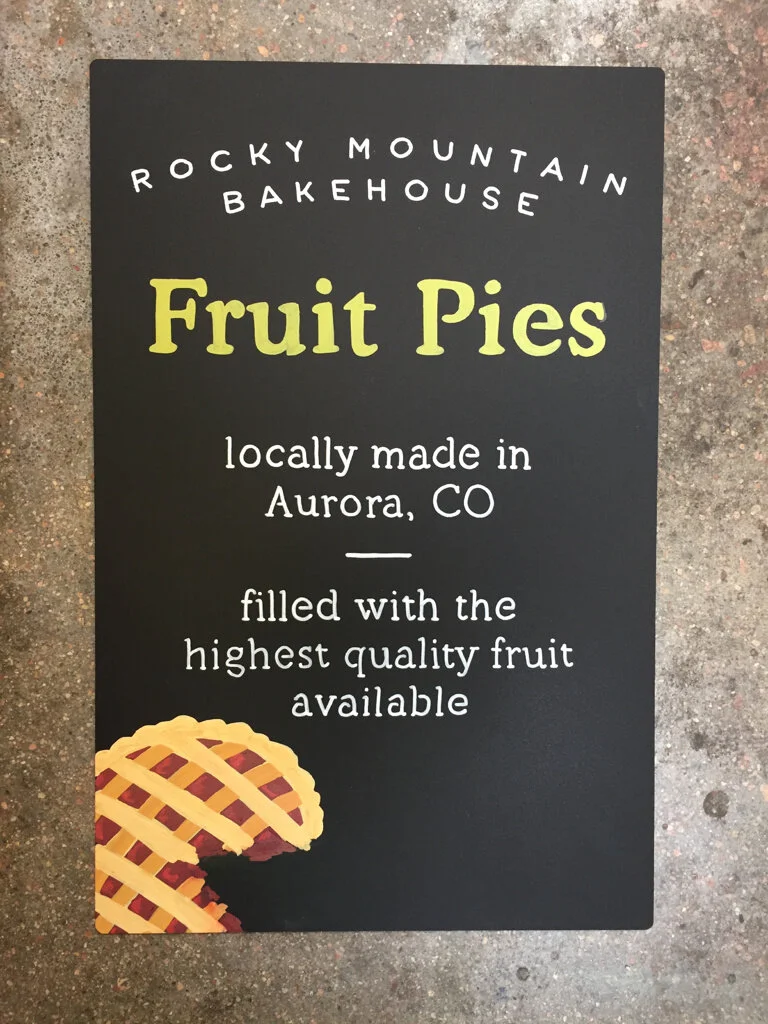 ROCKY MOUNTAIN
BAKEHOUSE
Fruit Pies
locally made in
Aurora, CO
filled with the
highest quality fruit
available